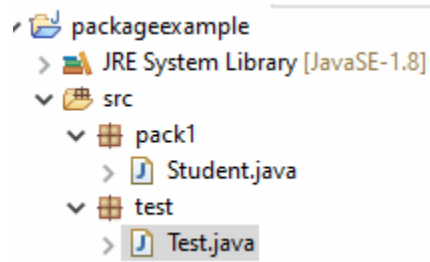 packageexample
JRE System Library [JavaSE-1.8]
src
pack1
Student.java
test
Test.java